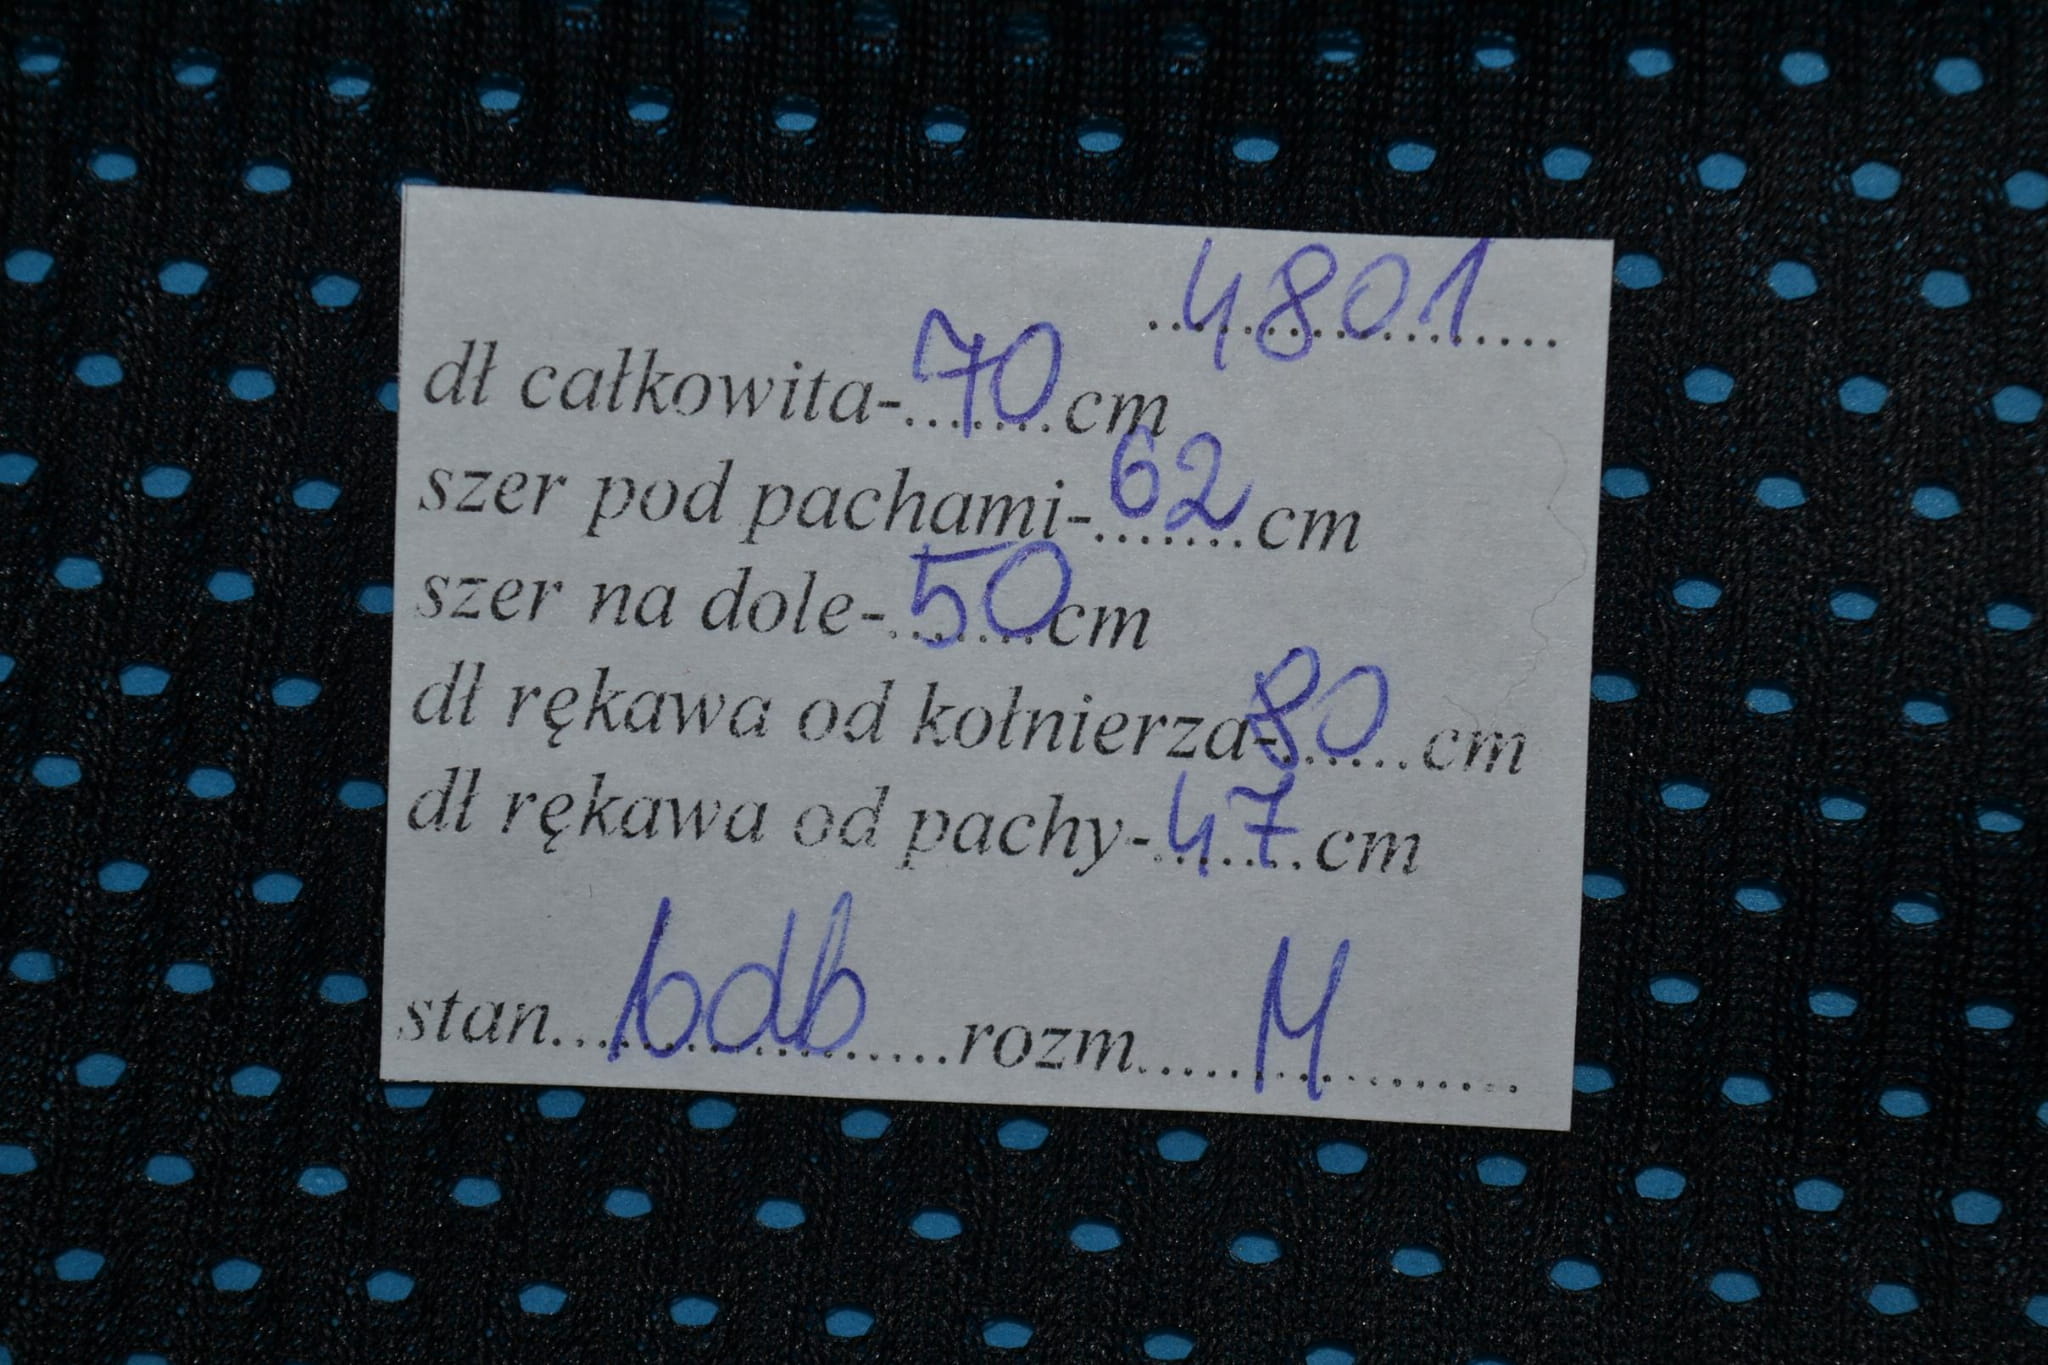 4801
dł całkowita-70cm
szer pod pachami-62cm
szer na dole-50cm
dł rękawa od kołnierza-80cm
dł rękawa od pachy-47cm
stan bdb rozm M